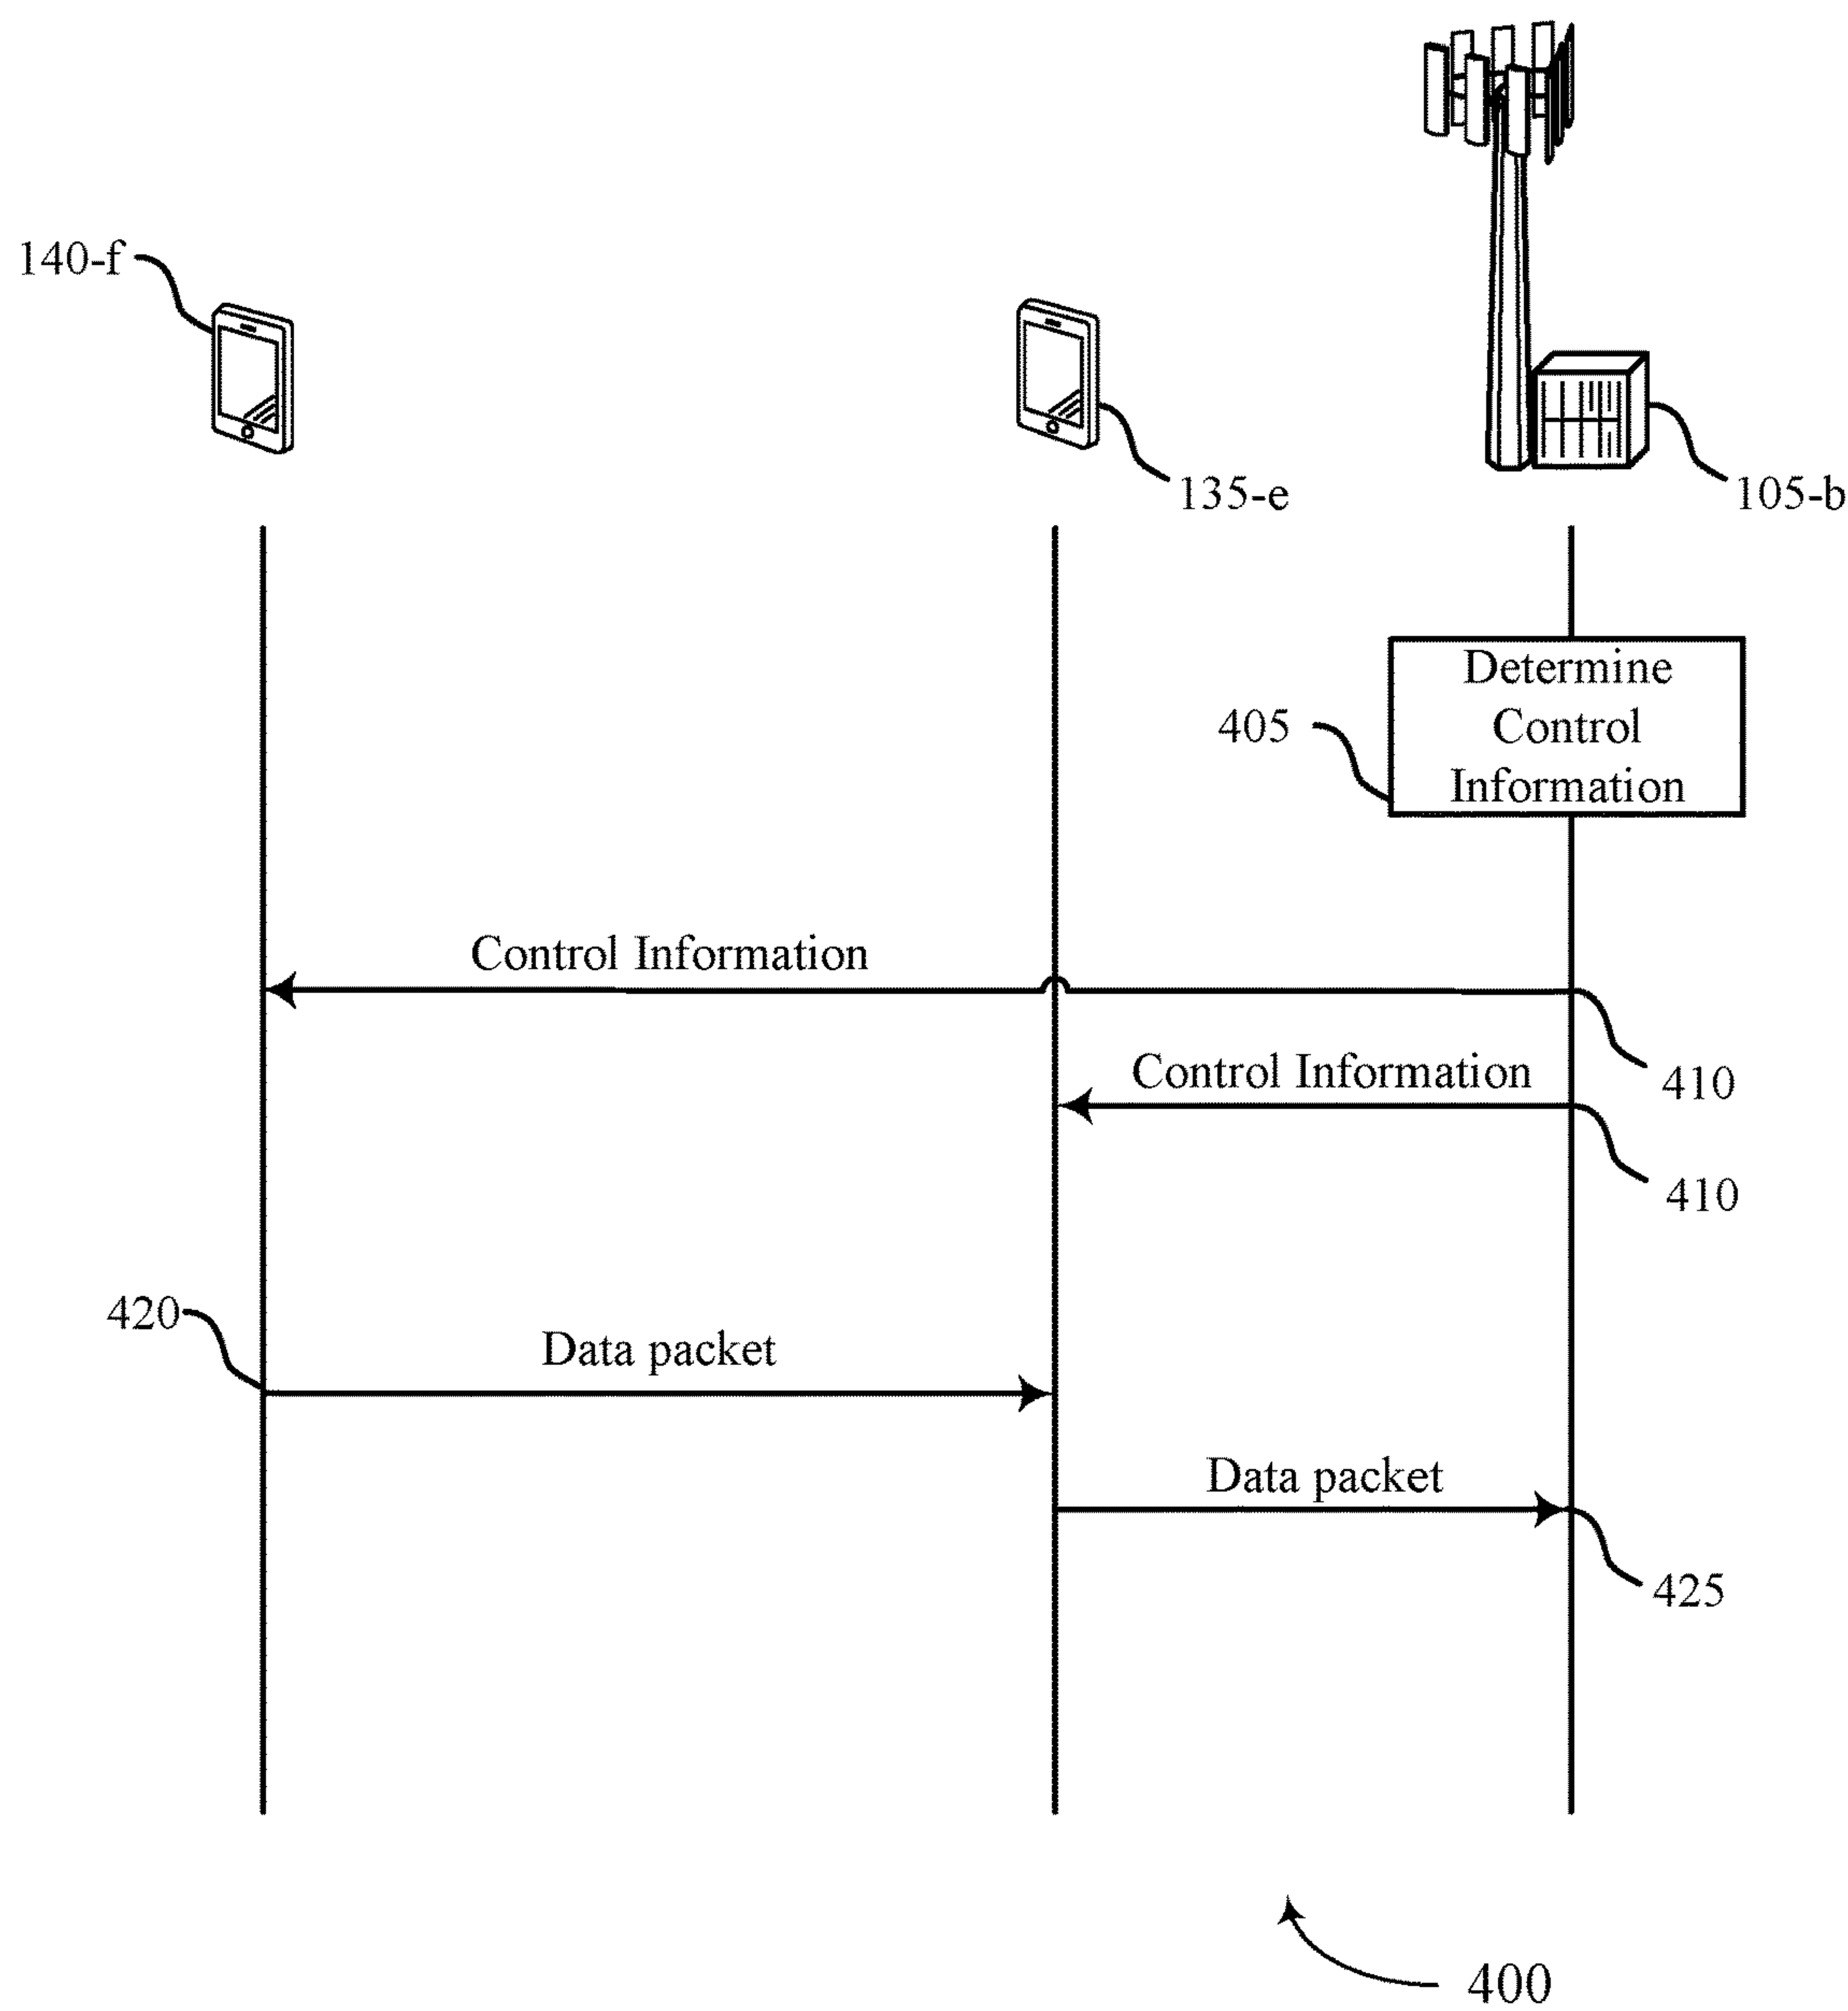 140-f
135-e
105-b
Determine
Control
Information
405
Control Information
410
Control Information
410
420
Data packet
Data packet
425
400